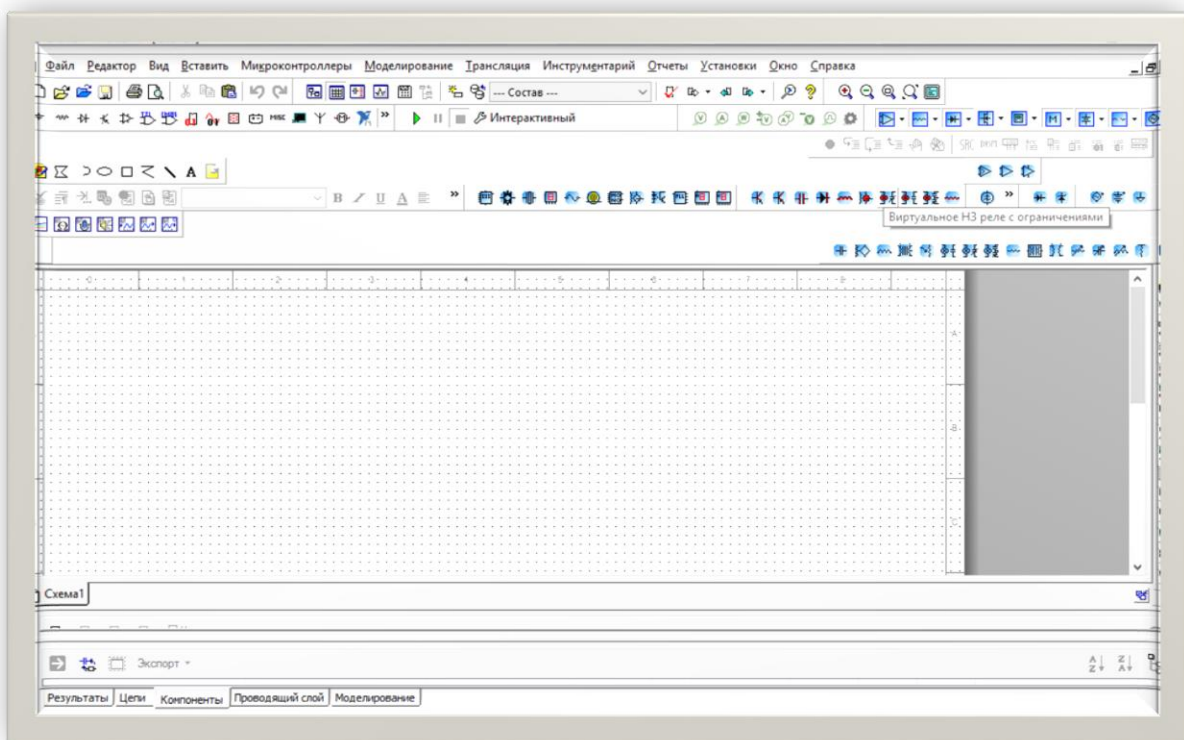 Файл Редактор Вид Вставить Микроконтроллеры Моделирование Трансляция Инструментарий Отчеты Установки Окно Справка
--- Состав ---
Интерактивный
A
B I U A
Виртуальное НЗ реле с ограничениями
A
B
C
Схема1
Экспорт
Результаты Цепи Компоненты Проводящий слой Моделирование